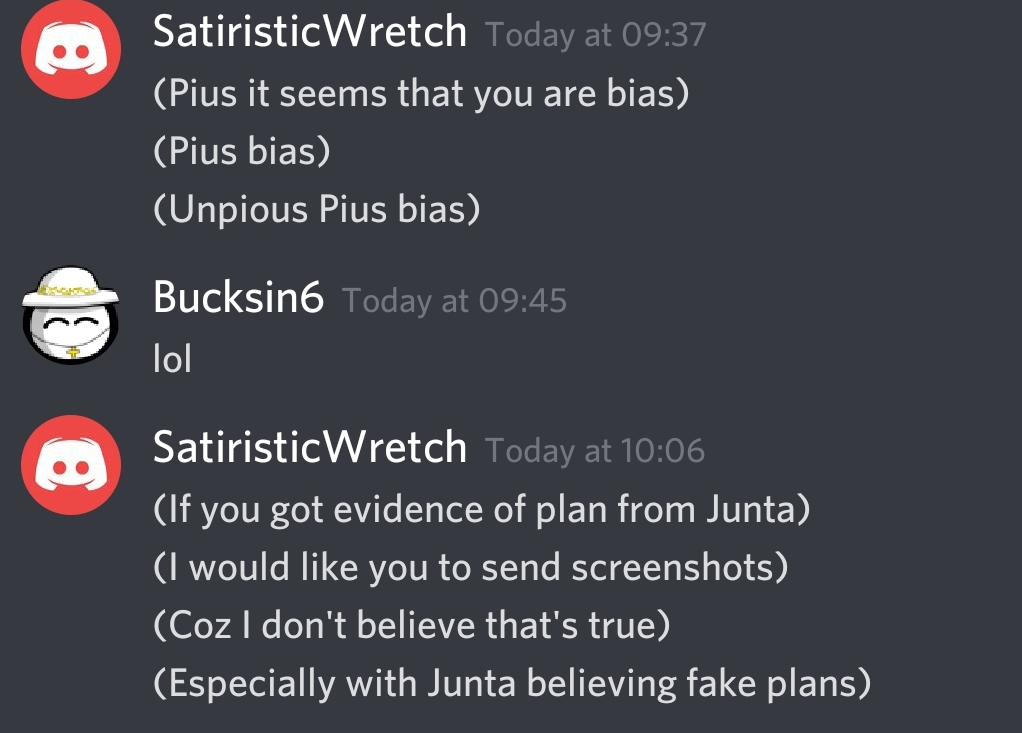 SatiristicWretch Today at 09:37
(Pius it seems that you are bias)
(Pius bias)
(Unpious Pius bias)
Bucksin6 Today at 09:45
lol
SatiristicWretch Today at 10:06
(If you got evidence of plan from Junta)
(I would like you to send screenshots)
(Coz I don't believe that's true)
(Especially with Junta believing fake plans)